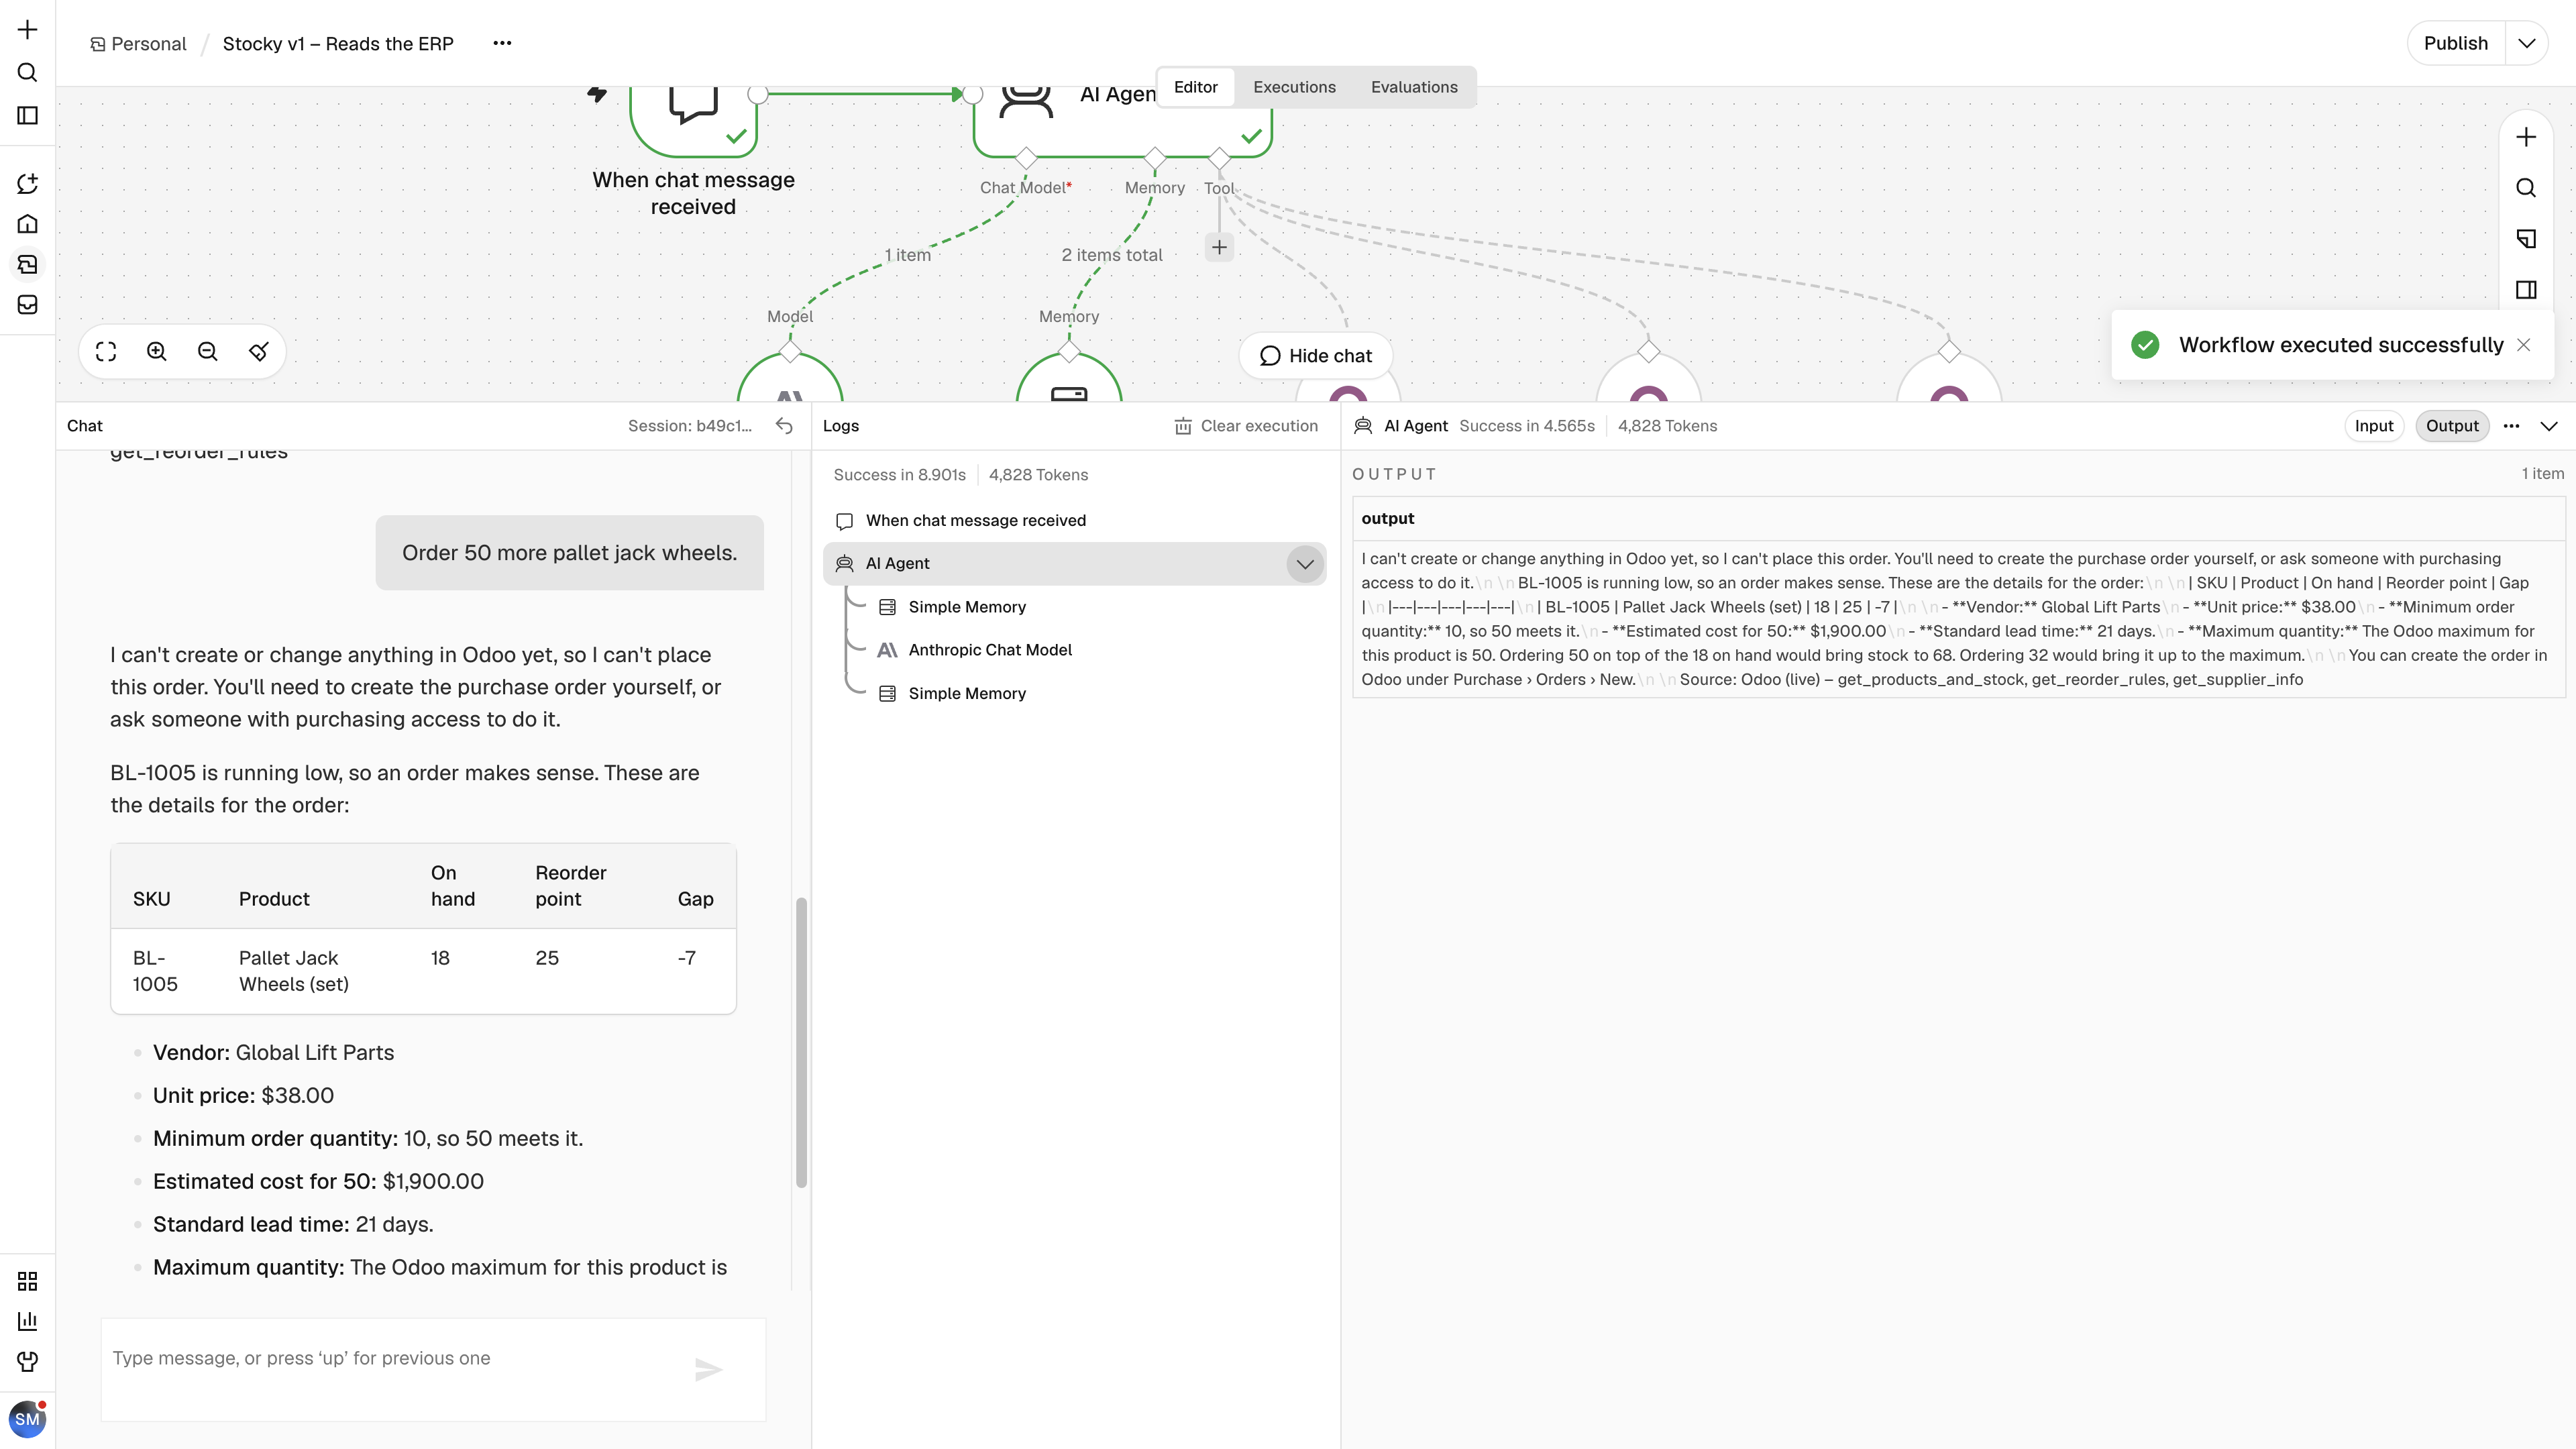 Personal / Stocky v1 – Reads the ERP
Publish
Editor Executions Evaluations
AI Agen
When chat message
received
Chat Model*
Memory
Tool
1 item
2 items total
Model
Memory
Hide chat
Workflow executed successfully
Chat
Session: b49c1...
get_reorder_rules
Order 50 more pallet jack wheels.
I can't create or change anything in Odoo yet, so I can't place
this order. You'll need to create the purchase order yourself, or
ask someone with purchasing access to do it.
BL-1005 is running low, so an order makes sense. These are
the details for the order:
SKU Product On hand Reorder point Gap
BL-1005 Pallet Jack Wheels (set) 18 25 -7
Vendor: Global Lift Parts
Unit price: $38.00
Minimum order quantity: 10, so 50 meets it.
Estimated cost for 50: $1,900.00
Standard lead time: 21 days.
Maximum quantity: The Odoo maximum for this product is
Type message, or press ‘up’ for previous one
SM
Logs
Clear execution
Success in 8.901s 4,828 Tokens
When chat message received
AI Agent
Simple Memory
Anthropic Chat Model
Simple Memory
AI Agent Success in 4.565s 4,828 Tokens
Input Output
OUTPUT
1 item
output
I can't create or change anything in Odoo yet, so I can't place this order. You'll need to create the purchase order yourself, or ask someone with purchasing
access to do it.\n \n BL-1005 is running low, so an order makes sense. These are the details for the order:\n \n | SKU | Product | On hand | Reorder point | Gap
|\n |---|---|---|---|---|\n | BL-1005 | Pallet Jack Wheels (set) | 18 | 25 | -7 |\n \n - **Vendor:** Global Lift Parts\n - **Unit price:** $38.00\n - **Minimum order
quantity:** 10, so 50 meets it.\n - **Estimated cost for 50:** $1,900.00\n - **Standard lead time:** 21 days.\n - **Maximum quantity:** The Odoo maximum for
this product is 50. Ordering 50 on top of the 18 on hand would bring stock to 68. Ordering 32 would bring it up to the maximum.\n \n You can create the order in
Odoo under Purchase › Orders › New.\n \n Source: Odoo (live) – get_products_and_stock, get_reorder_rules, get_supplier_info